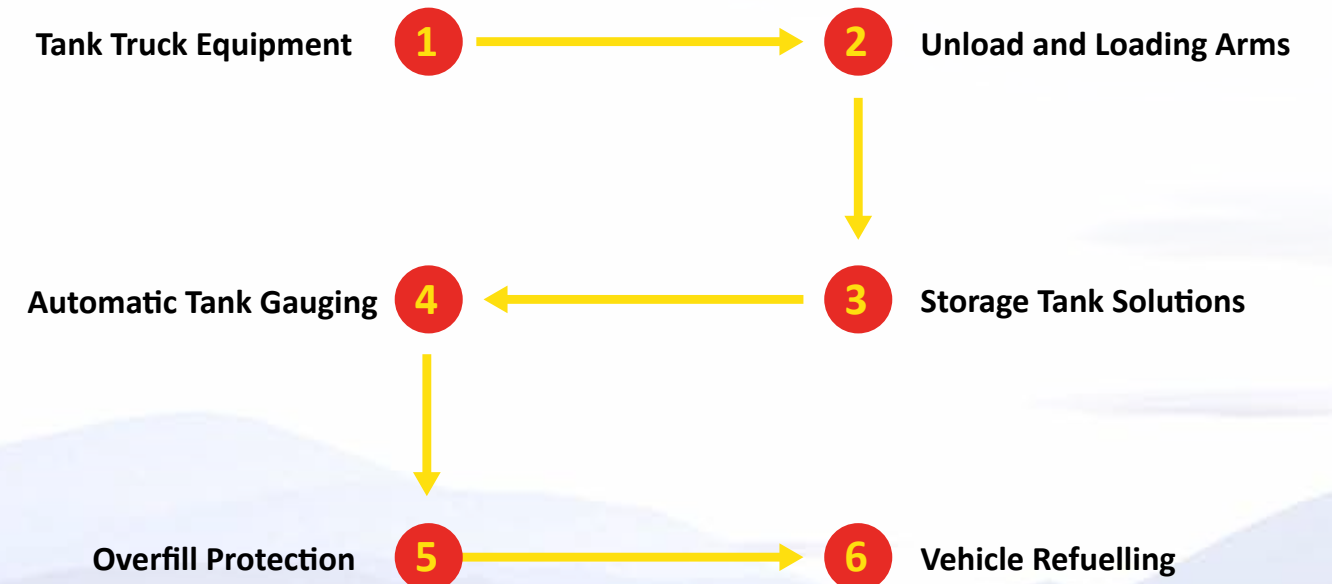 Tank Truck Equipment 1 2 Unload and Loading Arms
Automatic Tank Gauging 4 3 Storage Tank Solutions
Overfill Protection 5 6 Vehicle Refuelling